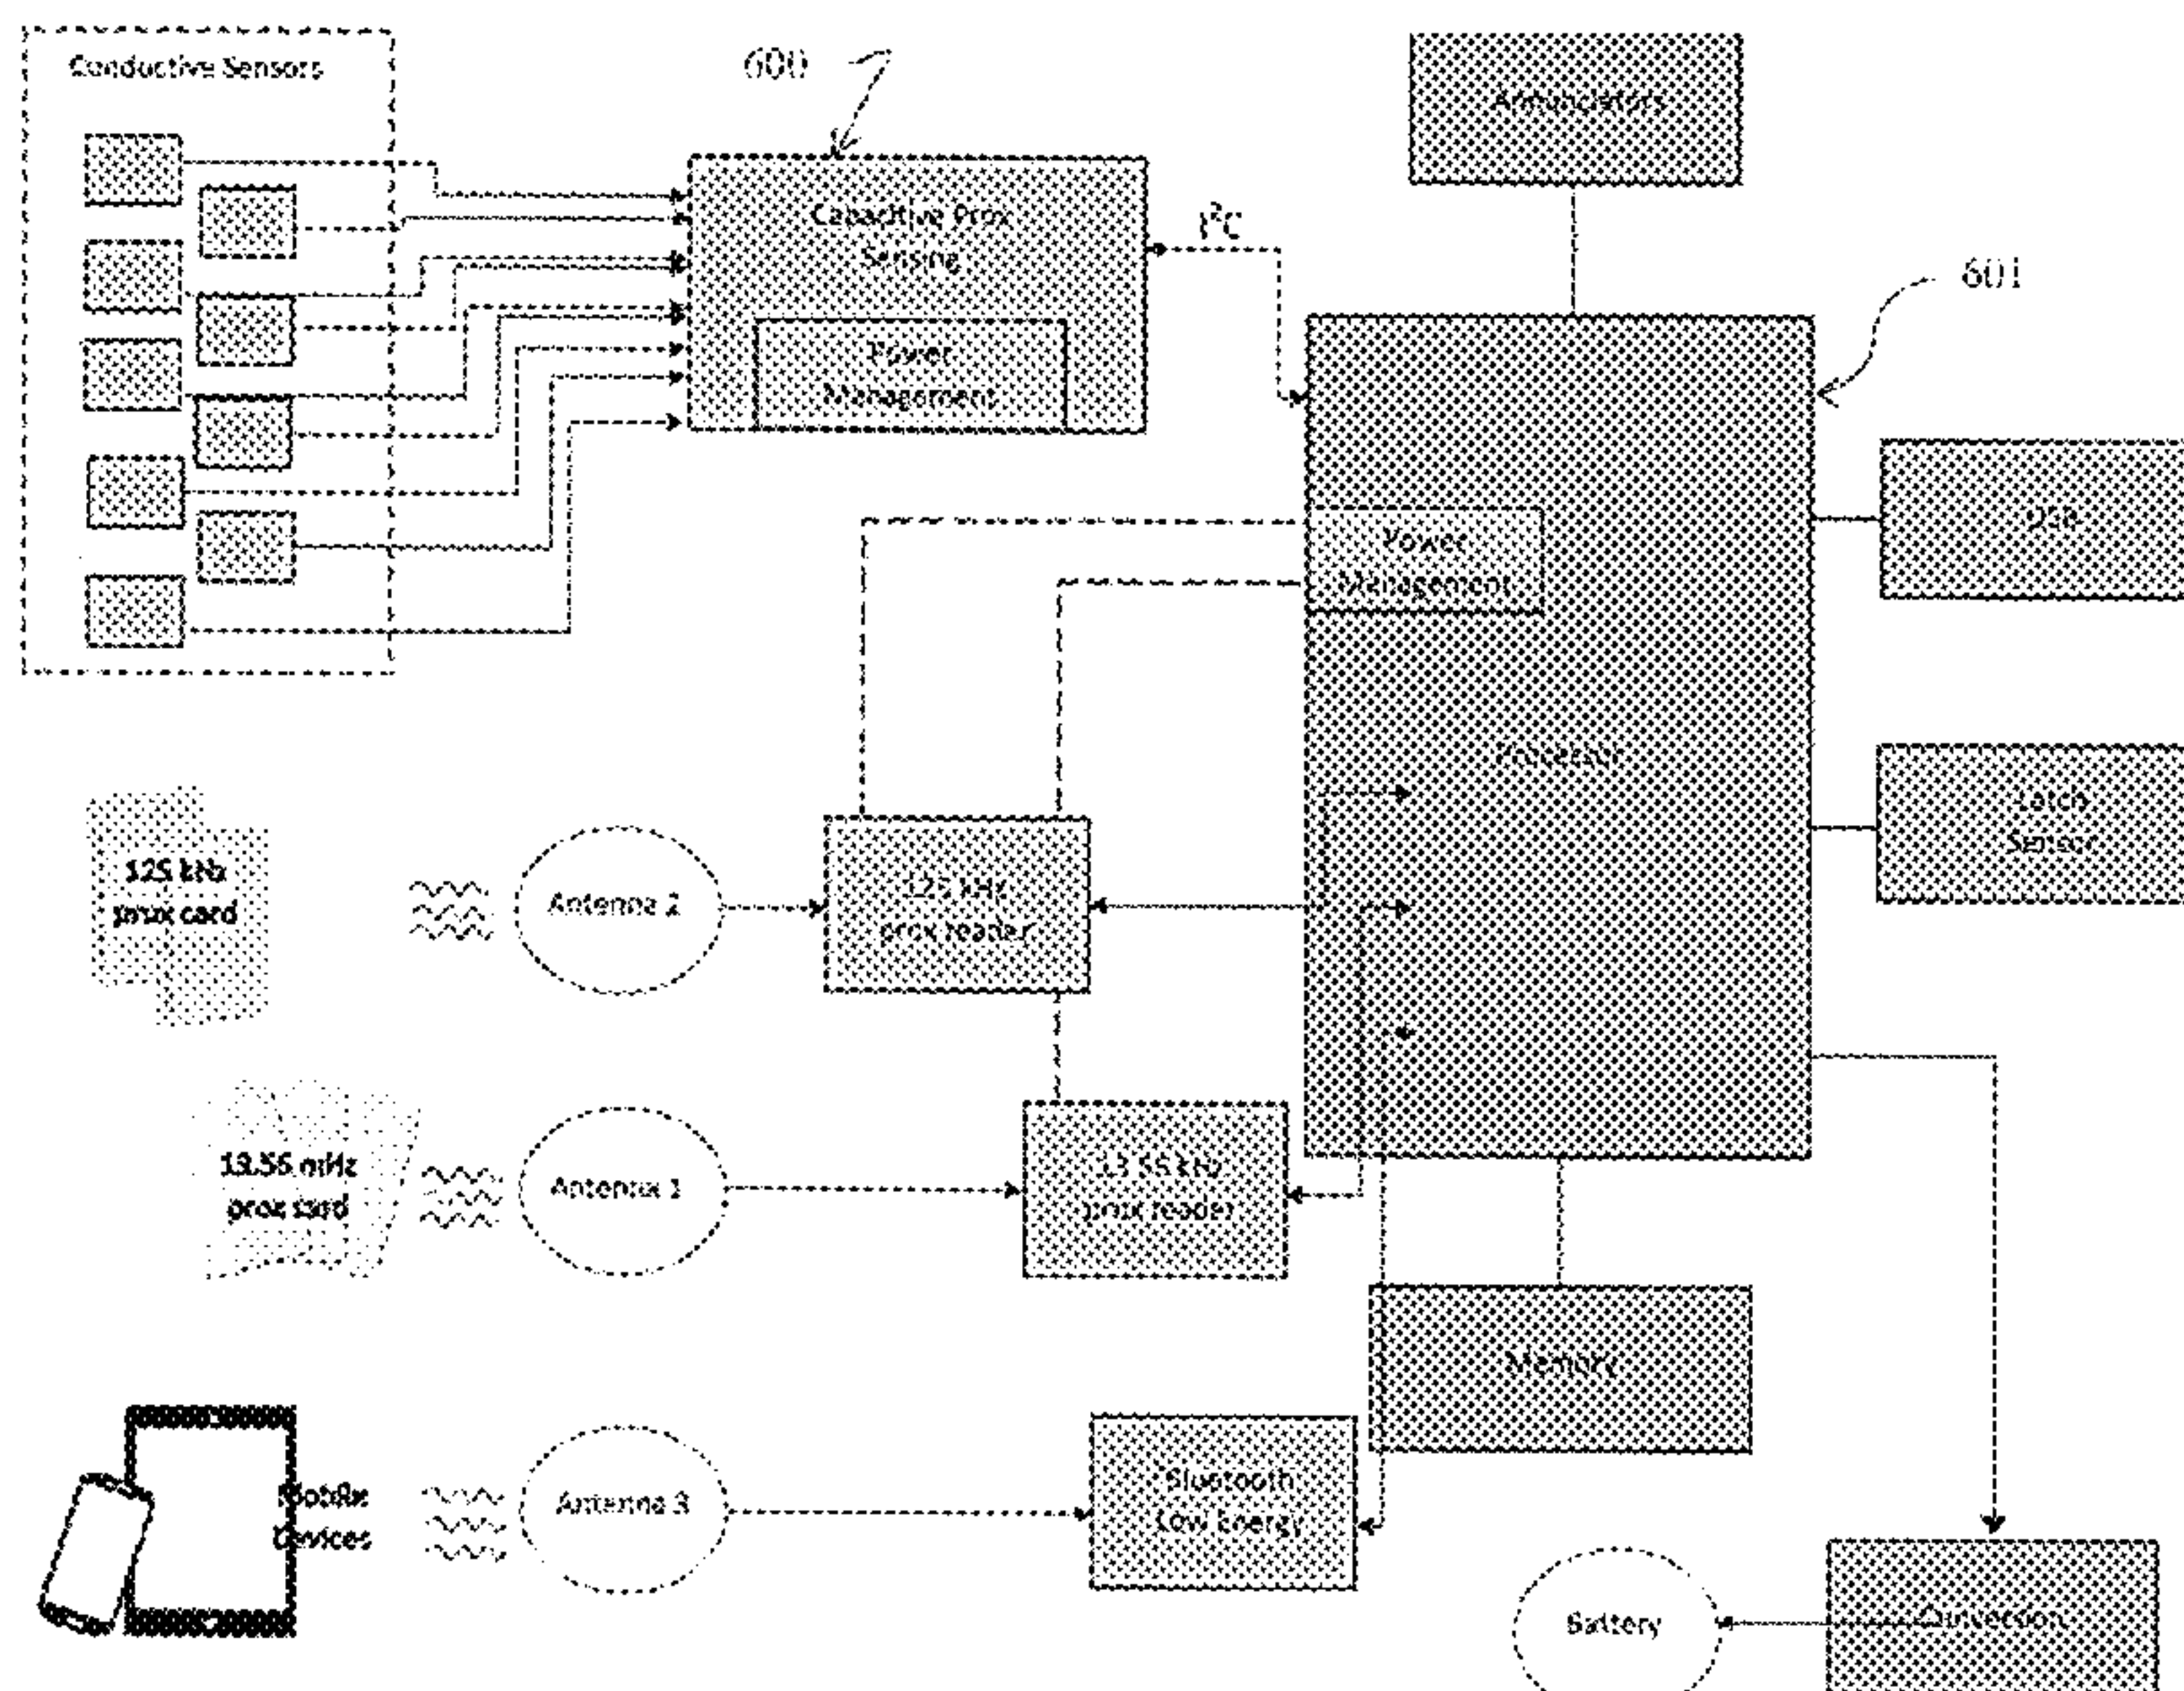 Conductive Sensors
600
Annunciators
Capacitive Prox
Sensing
I²C
601
Power
Management
Power
Management
USB
Processor
Latch
Sensor
125 kHz
prox card
Antenna 2
125 kHz
prox reader
13.56 mHz
prox card
Antenna 1
13.56 kHz
prox reader
Memory
Mobile
Devices
Antenna 3
Bluetooth
Low Energy
Battery
Conversion